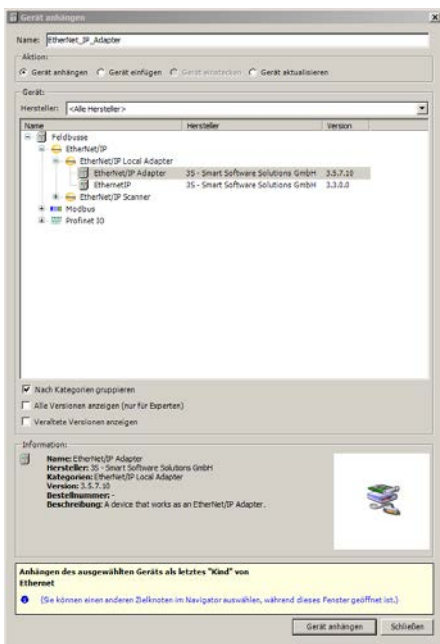 Gerät anhängen
Name: EtherNet_IP_Adapter
Aktion:
Gerät anhängen Gerät einfügen Gerät einstecken Gerät aktualisieren
Gerät:
Hersteller: <Alle Hersteller>
Name Hersteller Version
Feldbusse
EtherNet/IP
EtherNet/IP Local Adapter
EtherNet/IP Adapter 3S - Smart Software Solutions GmbH 3.5.7.10
EthernetIP 3S - Smart Software Solutions GmbH 3.3.0.0
EtherNet/IP Scanner
Modbus
Profinet IO
Nach Kategorien gruppieren
Alle Versionen anzeigen (nur für Experten)
Veraltete Versionen anzeigen
Information:
Name: EtherNet/IP Adapter
Hersteller: 3S - Smart Software Solutions GmbH
Kategorien: EtherNet/IP Local Adapter
Version: 3.5.7.10
Bestellnummer: -
Beschreibung: A device that works as an EtherNet/IP Adapter.
Anhängen des ausgewählten Geräts als letztes "Kind" von
Ethernet
(Sie können einen anderen Zielknoten im Navigator auswählen, während dieses Fenster geöffnet ist.)
Gerät anhängen Schließen